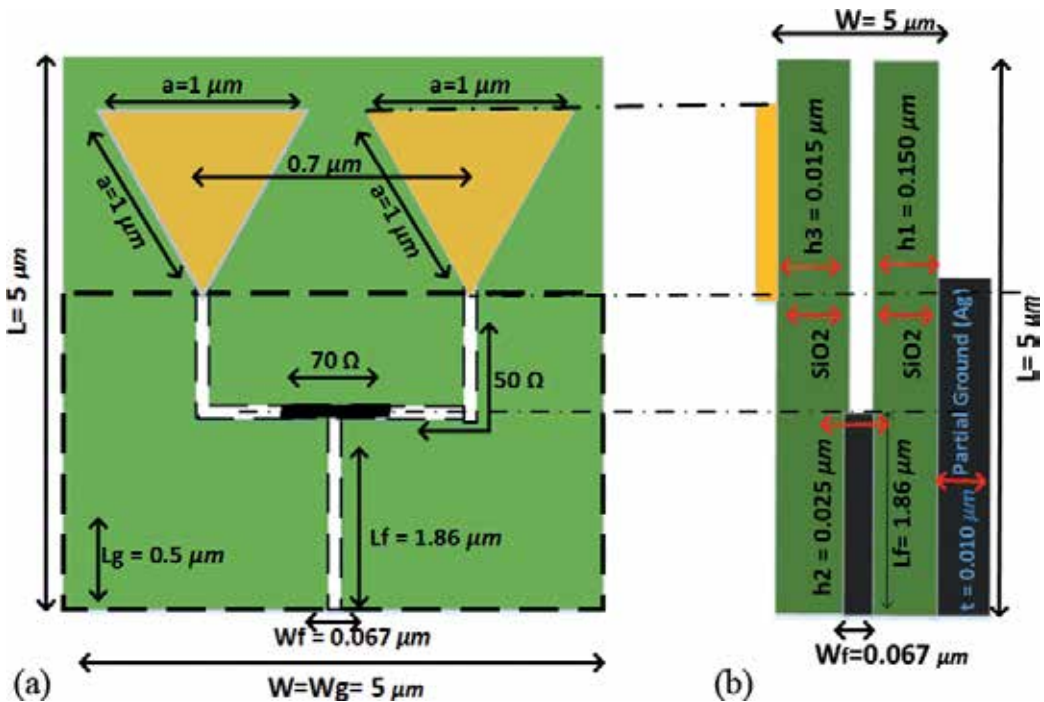 a=1 μm
a=1 μm
0.7 μm
a=1 μm
a=1 μm
L= 5 μm
70 Ω
50 Ω
Lf = 1.86 μm
Lg = 0.5 μm
Wf = 0.067 μm
W=Wg= 5 μm
(a)
W= 5 μm
h3 = 0.015 μm
h1 = 0.150 μm
SiO2
SiO2
h2 = 0.025 μm
Lf= 1.86 μm
Partial Ground (Ag)
t = 0.010 μm
L= 5 μm
Wf=0.067 μm
(b)